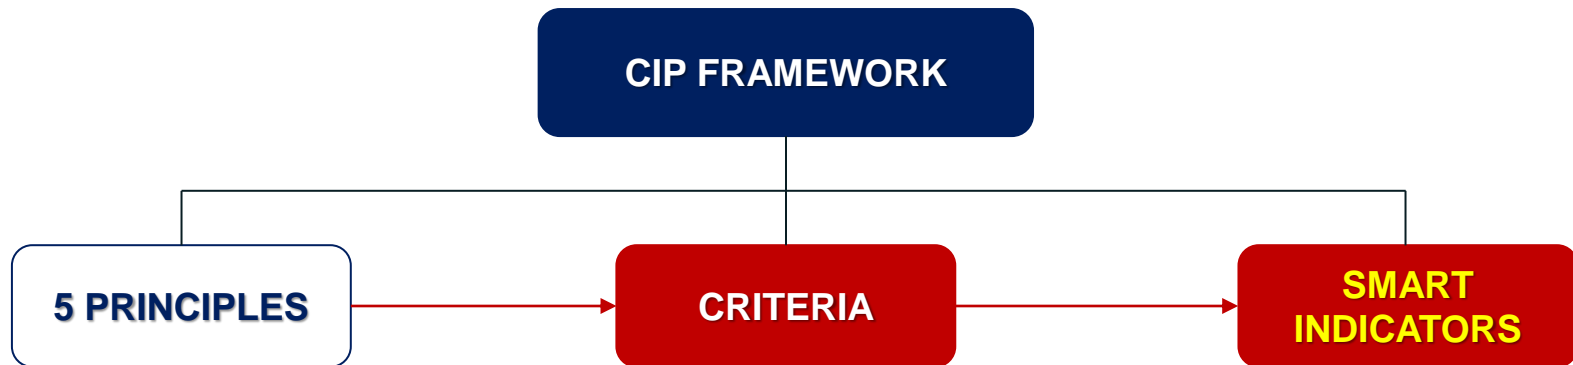 CIP FRAMEWORK
5 PRINCIPLES
CRITERIA
SMART
INDICATORS